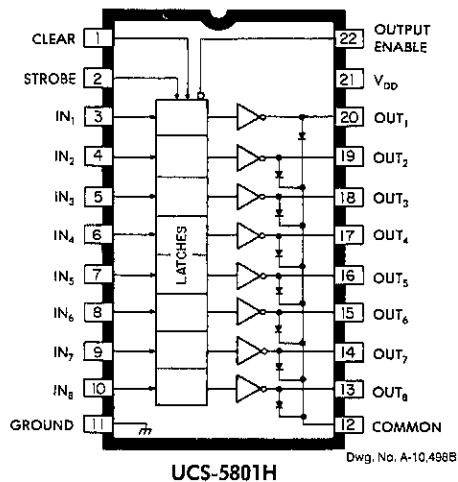 CLEAR 1
22 OUTPUT ENABLE
STROBE 2
21 VDD
IN1 3
20 OUT1
IN2 4
19 OUT2
IN3 5
18 OUT3
IN4 6
17 OUT4
IN5 7
16 OUT5
IN6 8
15 OUT6
IN7 9
14 OUT7
IN8 10
13 OUT8
GROUND 11
12 COMMON
LATCHES
Dwg. No. A-10,498B
UCS-5801H